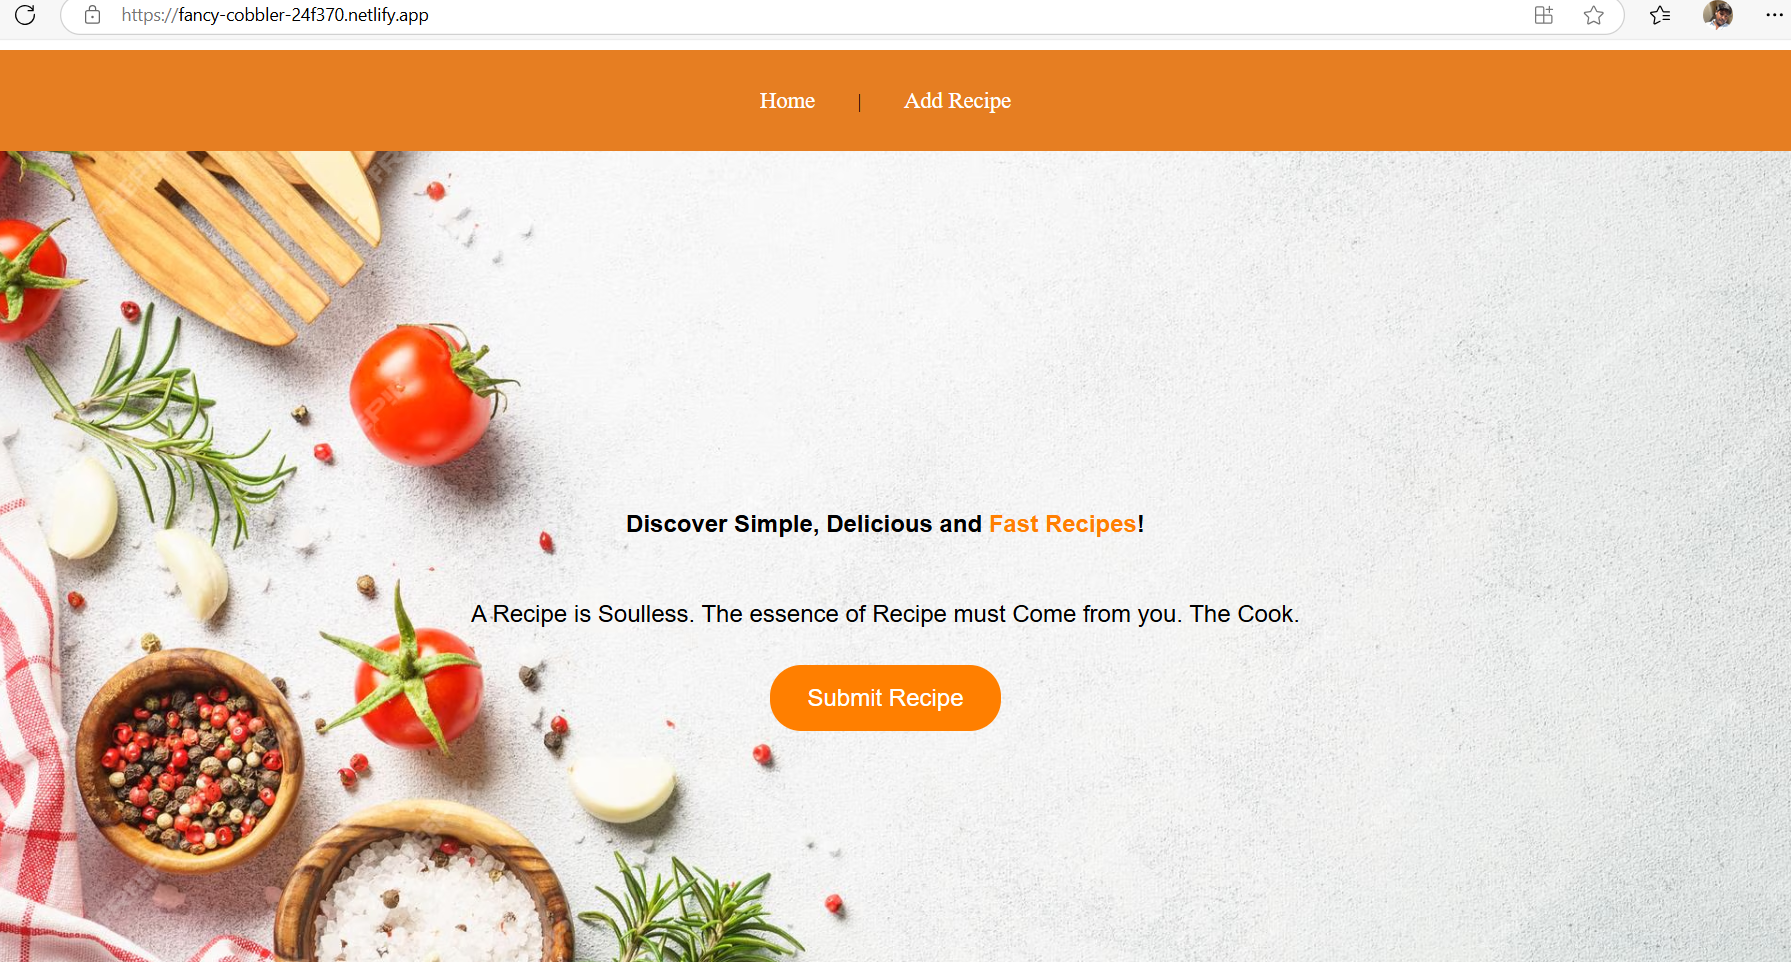 https://fancy-cobbler-24f370.netlify.app
Home | Add Recipe
Discover Simple, Delicious and Fast Recipes!
A Recipe is Soulless. The essence of Recipe must Come from you. The Cook.
Submit Recipe